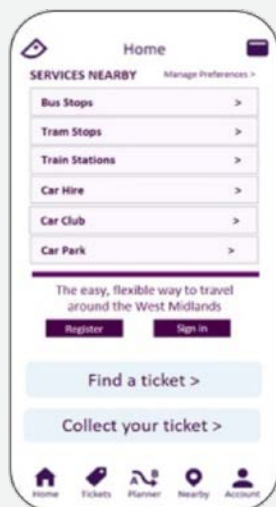 Home
SERVICES NEARBY Manage Preferences >
Bus Stops >
Tram Stops >
Train Stations >
Car Hire >
Car Club >
Car Park >
The easy, flexible way to travel
around the West Midlands
Register Sign in
Find a ticket >
Collect your ticket >
A B
Home Tickets Planner Nearby Account